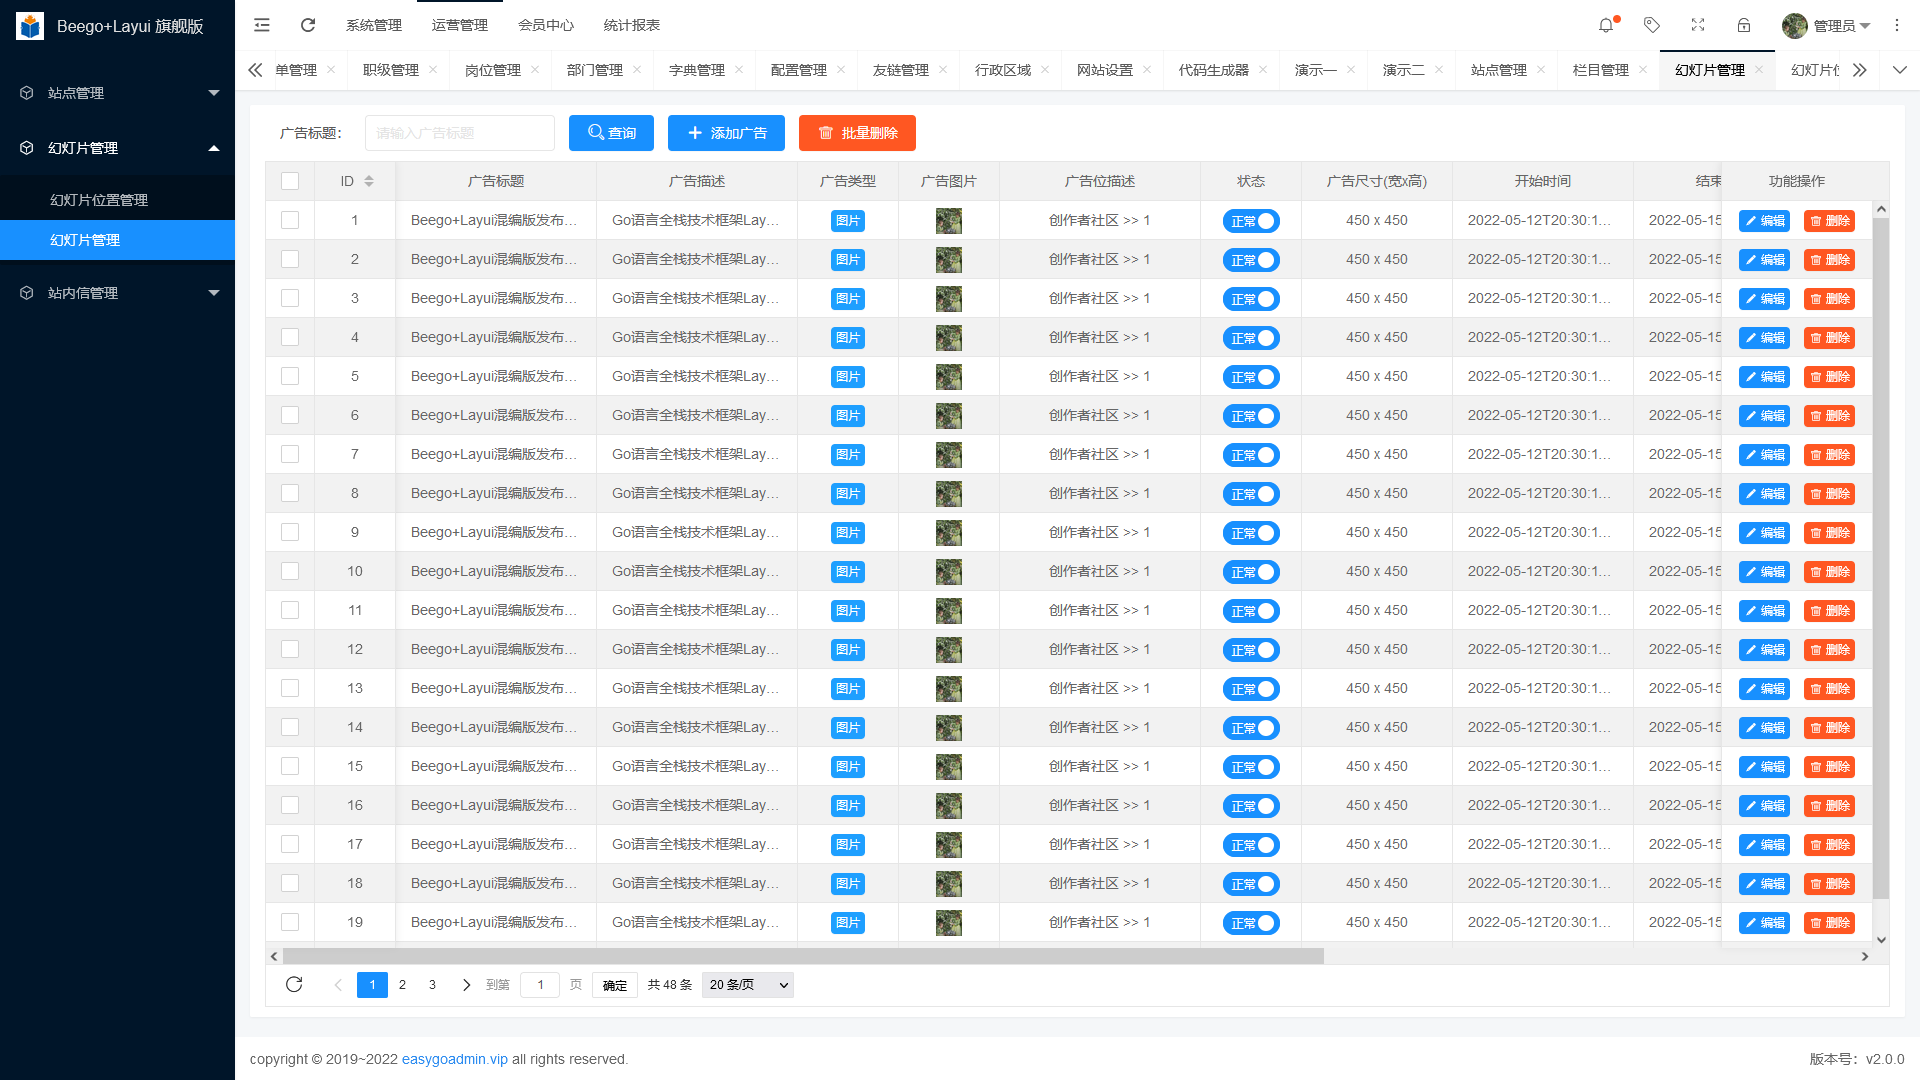 Beego+Layui 旗舰版
系统管理 运营管理 会员中心 统计报表 管理员
单管理 职级管理 岗位管理 部门管理 字典管理 配置管理 友链管理 行政区域 网站设置 代码生成器 演示一 演示二 站点管理 栏目管理 幻灯片管理 幻灯片位
站点管理
幻灯片管理
幻灯片位置管理
幻灯片管理
站内信管理
广告标题： 请输入广告标题 查询 添加广告 批量删除
ID 广告标题 广告描述 广告类型 广告图片 广告位描述 状态 广告尺寸(宽x高) 开始时间 结束 功能操作
1 Beego+Layui混编版发布... Go语言全栈技术框架Lay... 图片 创作者社区 >> 1 正常 450 x 450 2022-05-12T20:30:1... 2022-05-15 编辑 删除
2 Beego+Layui混编版发布... Go语言全栈技术框架Lay... 图片 创作者社区 >> 1 正常 450 x 450 2022-05-12T20:30:1... 2022-05-15 编辑 删除
3 Beego+Layui混编版发布... Go语言全栈技术框架Lay... 图片 创作者社区 >> 1 正常 450 x 450 2022-05-12T20:30:1... 2022-05-15 编辑 删除
4 Beego+Layui混编版发布... Go语言全栈技术框架Lay... 图片 创作者社区 >> 1 正常 450 x 450 2022-05-12T20:30:1... 2022-05-15 编辑 删除
5 Beego+Layui混编版发布... Go语言全栈技术框架Lay... 图片 创作者社区 >> 1 正常 450 x 450 2022-05-12T20:30:1... 2022-05-15 编辑 删除
6 Beego+Layui混编版发布... Go语言全栈技术框架Lay... 图片 创作者社区 >> 1 正常 450 x 450 2022-05-12T20:30:1... 2022-05-15 编辑 删除
7 Beego+Layui混编版发布... Go语言全栈技术框架Lay... 图片 创作者社区 >> 1 正常 450 x 450 2022-05-12T20:30:1... 2022-05-15 编辑 删除
8 Beego+Layui混编版发布... Go语言全栈技术框架Lay... 图片 创作者社区 >> 1 正常 450 x 450 2022-05-12T20:30:1... 2022-05-15 编辑 删除
9 Beego+Layui混编版发布... Go语言全栈技术框架Lay... 图片 创作者社区 >> 1 正常 450 x 450 2022-05-12T20:30:1... 2022-05-15 编辑 删除
10 Beego+Layui混编版发布... Go语言全栈技术框架Lay... 图片 创作者社区 >> 1 正常 450 x 450 2022-05-12T20:30:1... 2022-05-15 编辑 删除
11 Beego+Layui混编版发布... Go语言全栈技术框架Lay... 图片 创作者社区 >> 1 正常 450 x 450 2022-05-12T20:30:1... 2022-05-15 编辑 删除
12 Beego+Layui混编版发布... Go语言全栈技术框架Lay... 图片 创作者社区 >> 1 正常 450 x 450 2022-05-12T20:30:1... 2022-05-15 编辑 删除
13 Beego+Layui混编版发布... Go语言全栈技术框架Lay... 图片 创作者社区 >> 1 正常 450 x 450 2022-05-12T20:30:1... 2022-05-15 编辑 删除
14 Beego+Layui混编版发布... Go语言全栈技术框架Lay... 图片 创作者社区 >> 1 正常 450 x 450 2022-05-12T20:30:1... 2022-05-15 编辑 删除
15 Beego+Layui混编版发布... Go语言全栈技术框架Lay... 图片 创作者社区 >> 1 正常 450 x 450 2022-05-12T20:30:1... 2022-05-15 编辑 删除
16 Beego+Layui混编版发布... Go语言全栈技术框架Lay... 图片 创作者社区 >> 1 正常 450 x 450 2022-05-12T20:30:1... 2022-05-15 编辑 删除
17 Beego+Layui混编版发布... Go语言全栈技术框架Lay... 图片 创作者社区 >> 1 正常 450 x 450 2022-05-12T20:30:1... 2022-05-15 编辑 删除
18 Beego+Layui混编版发布... Go语言全栈技术框架Lay... 图片 创作者社区 >> 1 正常 450 x 450 2022-05-12T20:30:1... 2022-05-15 编辑 删除
19 Beego+Layui混编版发布... Go语言全栈技术框架Lay... 图片 创作者社区 >> 1 正常 450 x 450 2022-05-12T20:30:1... 2022-05-15 编辑 删除
1 2 3 到第 1 页 确定 共 48 条 20 条/页
copyright © 2019~2022 easygoadmin.vip all rights reserved. 版本号：v2.0.0